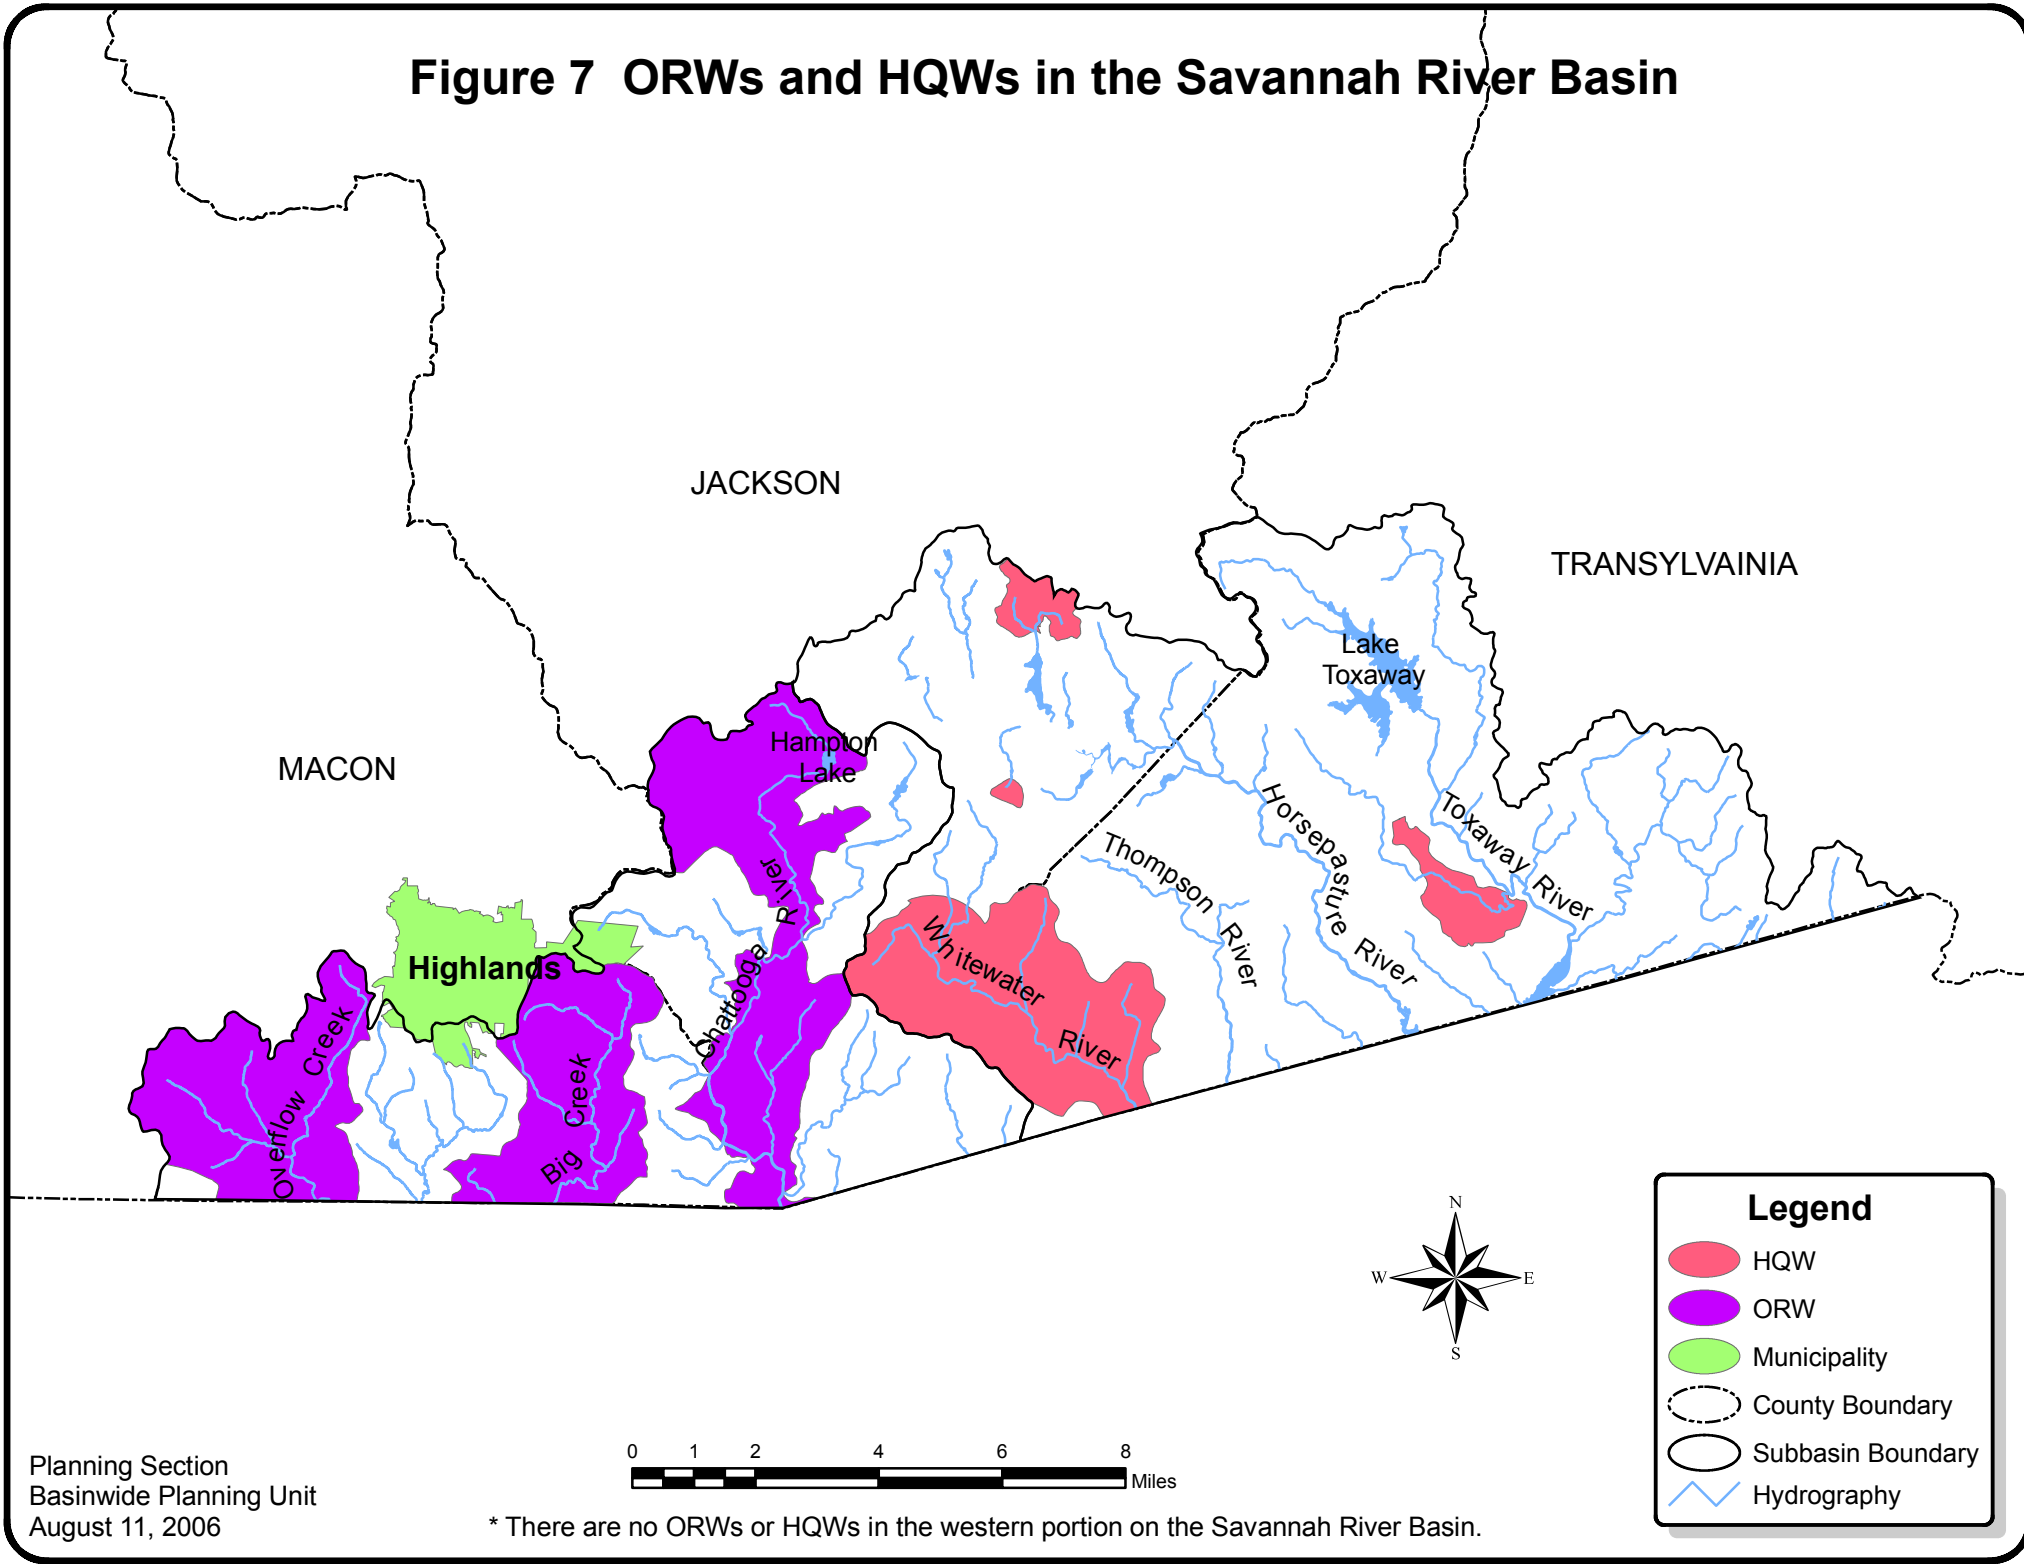 Figure 7  ORWs and HQWs in the Savannah River Basin
JACKSON
TRANSYLVAINIA
Lake
Toxaway
Hampton
Lake
MACON
Horsepasture River
Toxaway River
Thompson River
Chattooga River
Whitewater River
Highlands
Overflow Creek
Big Creek
N
W
E
S
Legend
HQW
ORW
Municipality
County Boundary
Subbasin Boundary
Hydrography
0 1 2 4 6 8
Miles
Planning Section
Basinwide Planning Unit
August 11, 2006
* There are no ORWs or HQWs in the western portion on the Savannah River Basin.